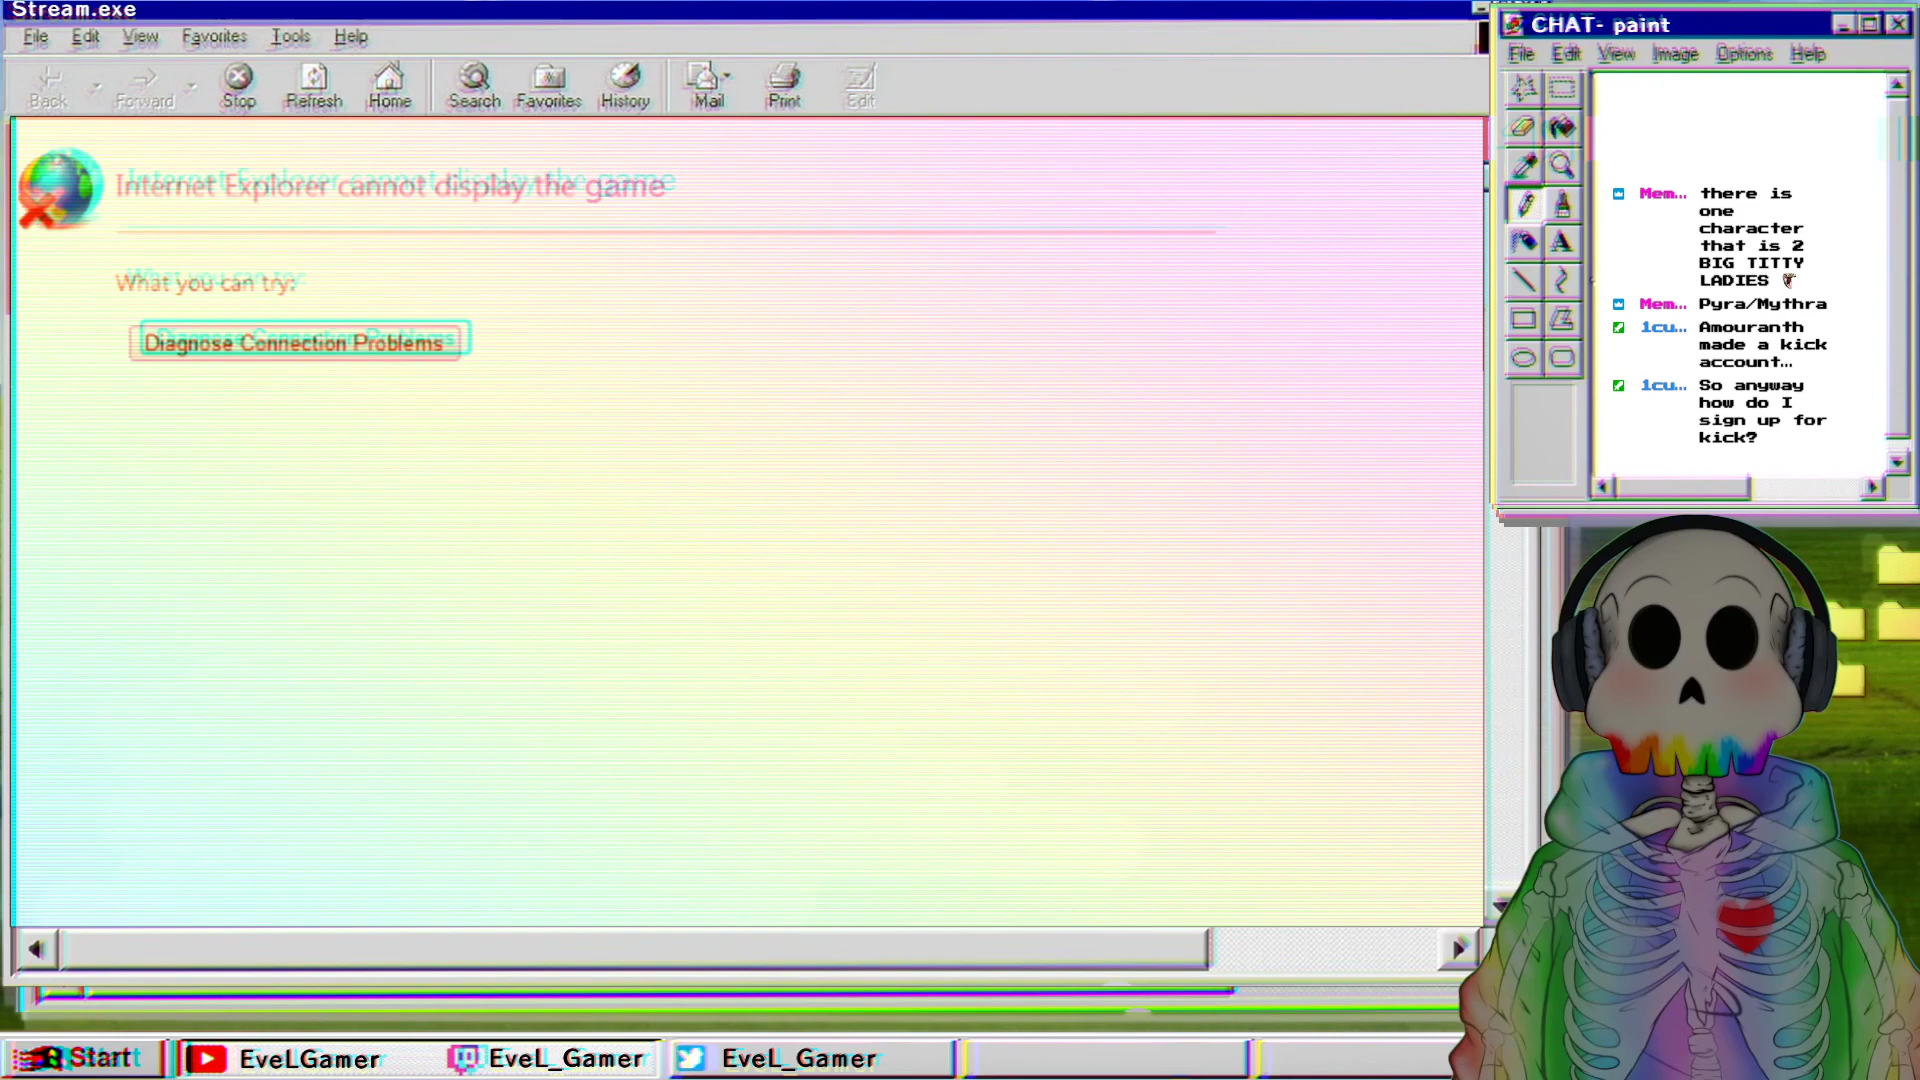 Stream.exe
File Edit View Favorites Tools Help
Back Forward Stop Refresh Home Search Favorites History Mail Print Edit
Internet Explorer cannot display the game
What you can try:
Diagnose Connection Problems
CHAT- paint
File Edit View Image Options Help
Mem... there is
one
character
that is 2
BIG TITTY
LADIES
Mem... Pyra/Mythra
1cu... Amouranth
made a kick
account...
1cu... So anyway
how do I
sign up for
kick?
Start EveLGamer EveL_Gamer EveL_Gamer